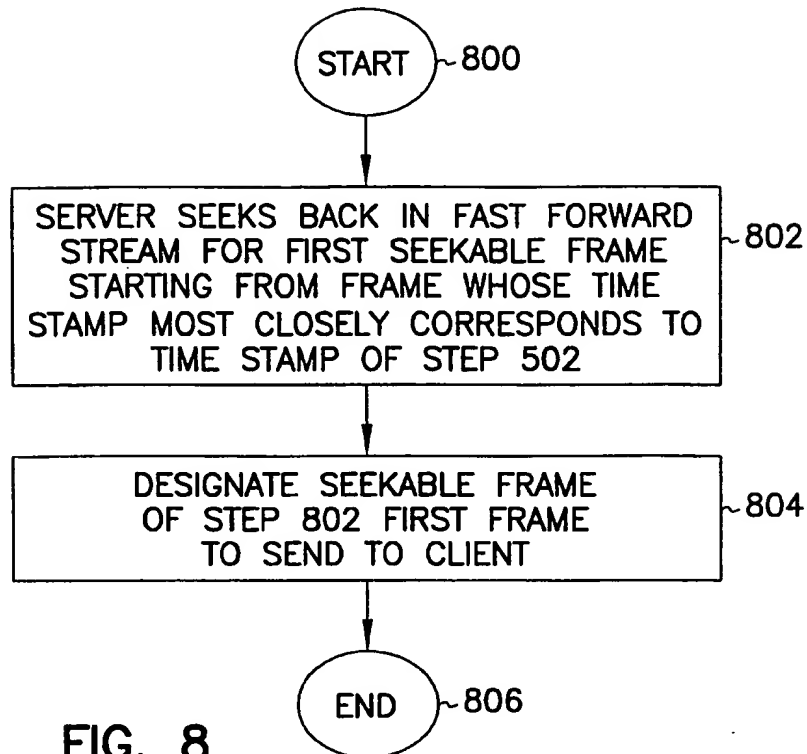 START
800
SERVER SEEKS BACK IN FAST FORWARD
STREAM FOR FIRST SEEKABLE FRAME
STARTING FROM FRAME WHOSE TIME
STAMP MOST CLOSELY CORRESPONDS TO
TIME STAMP OF STEP 502
802
DESIGNATE SEEKABLE FRAME
OF STEP 802 FIRST FRAME
TO SEND TO CLIENT
804
END
806
FIG. 8